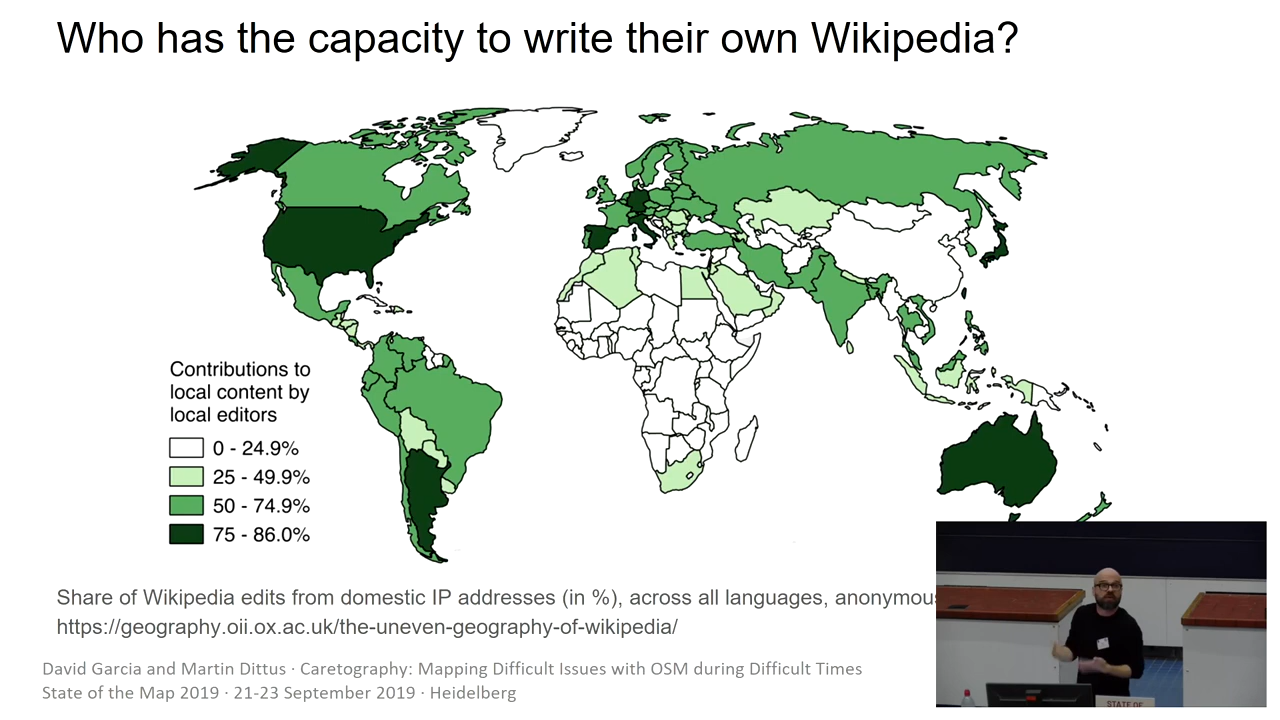 Who has the capacity to write their own Wikipedia?
Contributions to
local content by
local editors
0 - 24.9%
25 - 49.9%
50 - 74.9%
75 - 86.0%
Share of Wikipedia edits from domestic IP addresses (in %), across all languages, anonymous
https://geography.oii.ox.ac.uk/the-uneven-geography-of-wikipedia/
David Garcia and Martin Dittus · Caretography: Mapping Difficult Issues with OSM during Difficult Times
State of the Map 2019 · 21-23 September 2019 · Heidelberg
STATE OF